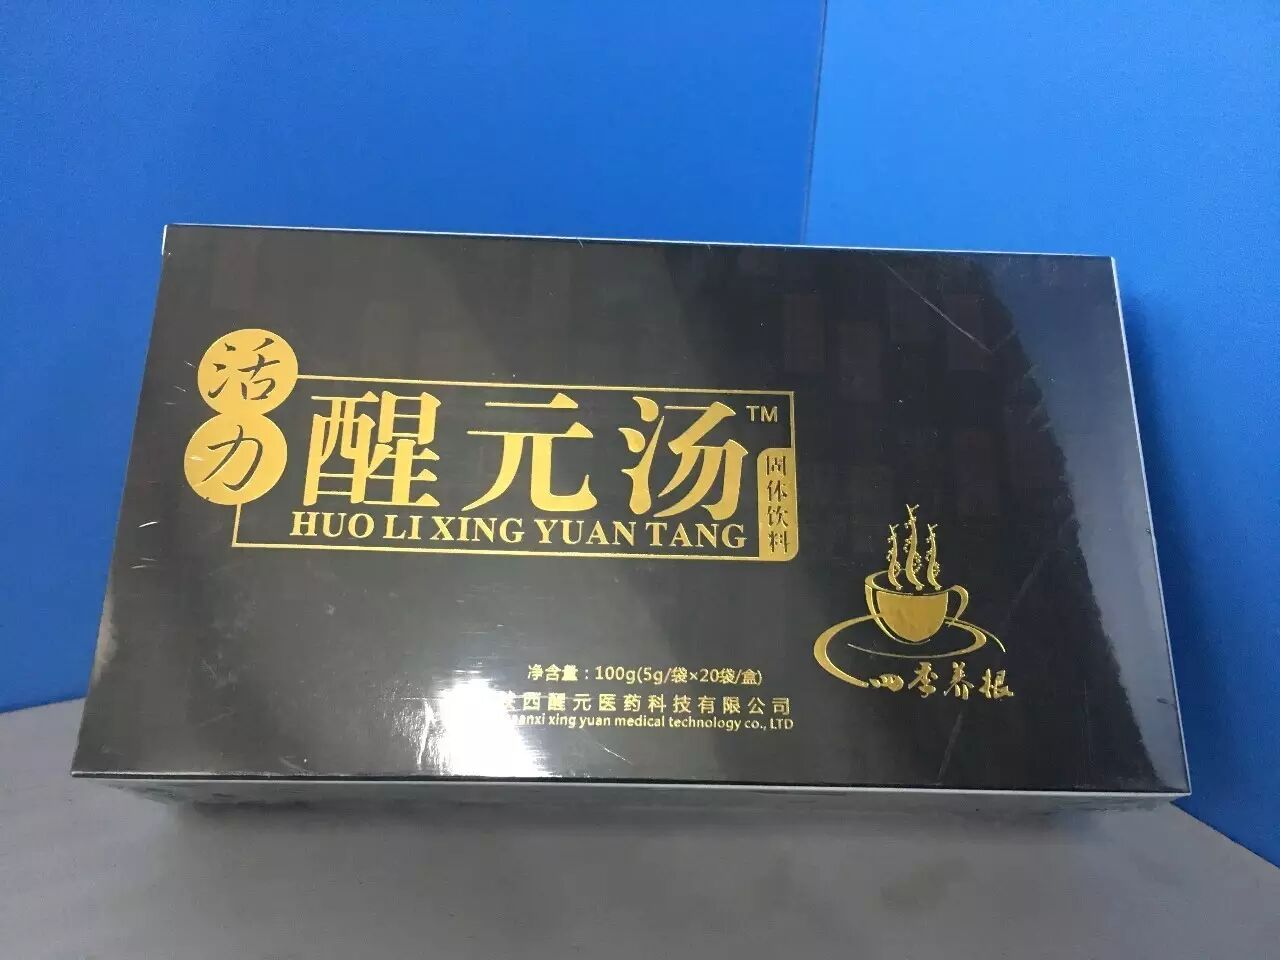 活力
醒元汤™
HUO LI XING YUAN TANG
固体饮料
四季养根
净含量：100g(5g/袋×20袋/盒)
陕西醒元医药科技有限公司
xing yuan medical technology co., LTD